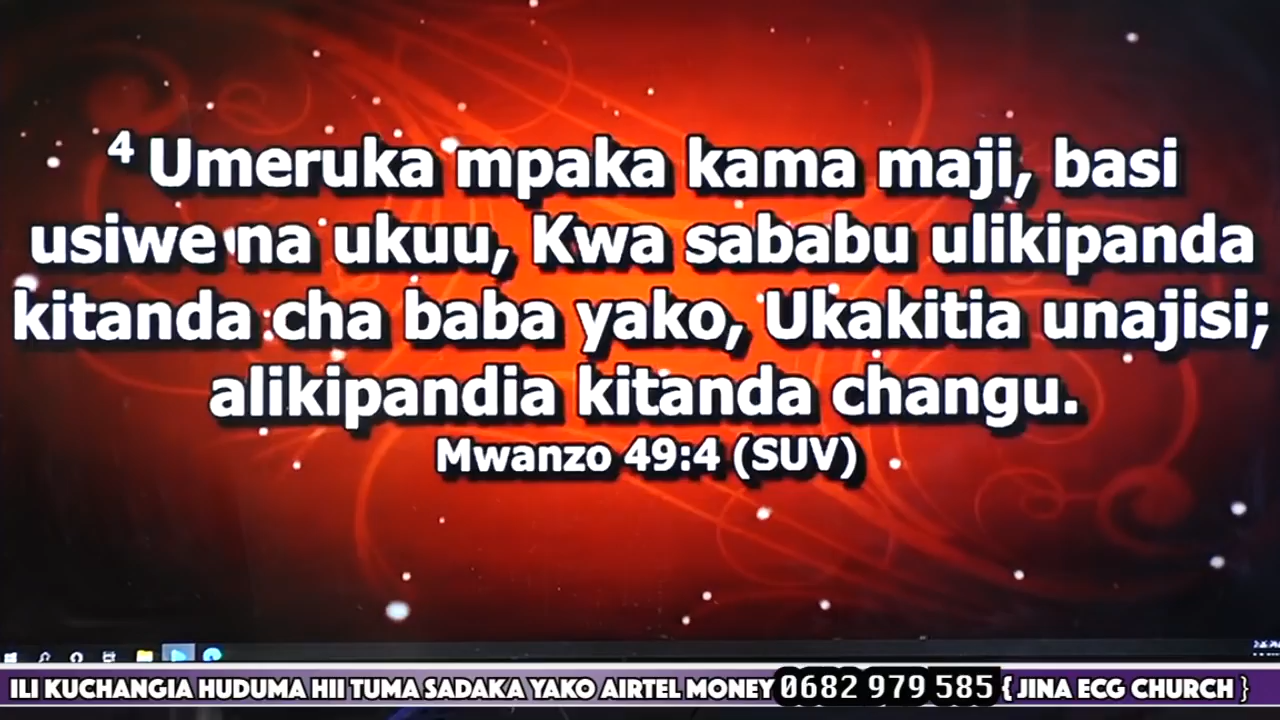 4 Umeruka mpaka kama maji, basi
usiwe na ukuu, Kwa sababu ulikipanda
kitanda cha baba yako, Ukakitia unajisi;
alikipandia kitanda changu.
Mwanzo 49:4 (SUV)
ILI KUCHANGIA HUDUMA HII TUMA SADAKA YAKO AIRTEL MONEY 0682 979 585 { JINA ECG CHURCH }